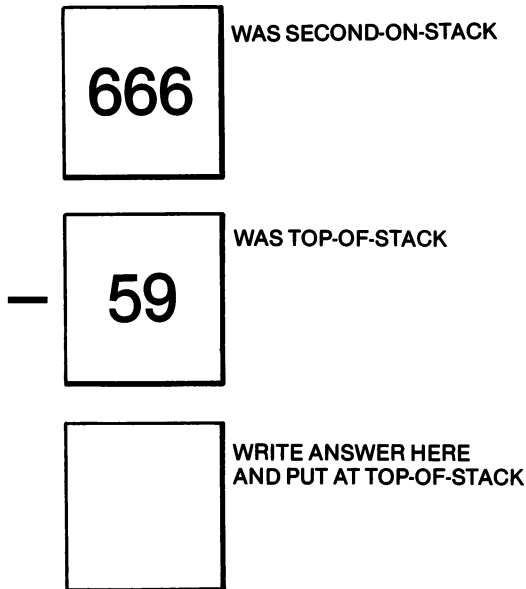 666
WAS SECOND-ON-STACK
– 59
WAS TOP-OF-STACK
WRITE ANSWER HERE
AND PUT AT TOP-OF-STACK